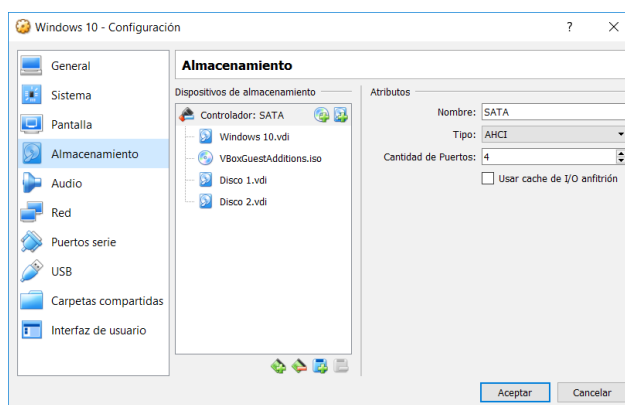 Windows 10 - Configuración
?
General
Sistema
Pantalla
Almacenamiento
Audio
Red
Puertos serie
USB
Carpetas compartidas
Interfaz de usuario
Almacenamiento
Dispositivos de almacenamiento
Controlador: SATA
Windows 10.vdi
VBoxGuestAdditions.iso
Disco 1.vdi
Disco 2.vdi
Atributos
Nombre: SATA
Tipo: AHCI
Cantidad de Puertos: 4
Usar cache de I/O anfitrión
Aceptar
Cancelar